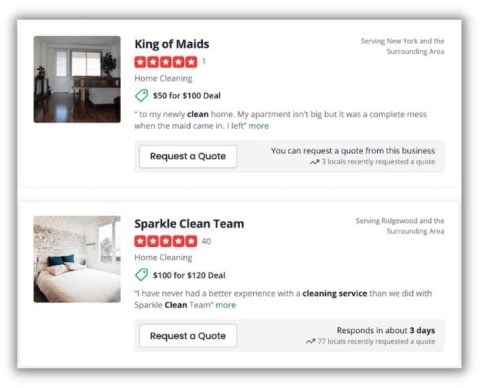 King of Maids
Serving New York and the
Surrounding Area
1
Home Cleaning
$50 for $100 Deal
" to my newly clean home. My apartment isn't big but it was a complete mess
when the maid came in. I left" more
Request a Quote
You can request a quote from this business
3 locals recently requested a quote
Sparkle Clean Team
Serving Ridgewood and the
Surrounding Area
40
Home Cleaning
$100 for $120 Deal
"I have never had a better experience with a cleaning service than we did with
Sparkle Clean Team" more
Request a Quote
Responds in about 3 days
77 locals recently requested a quote